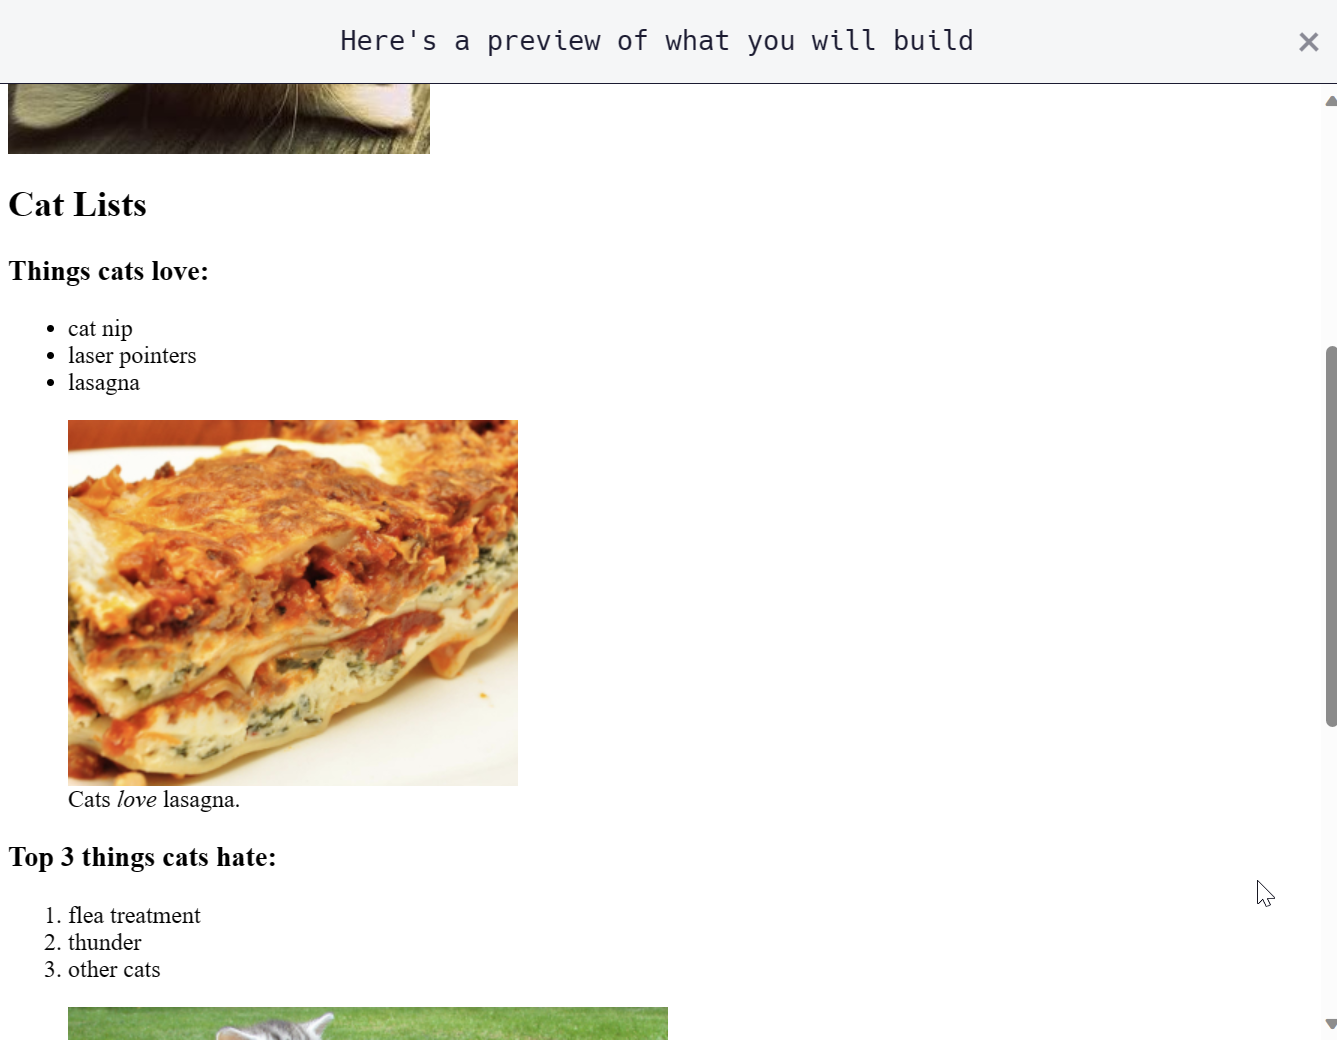 Here's a preview of what you will build
×
Cat Lists
Things cats love:
• cat nip
• laser pointers
• lasagna
Cats love lasagna.
Top 3 things cats hate:
1. flea treatment
2. thunder
3. other cats